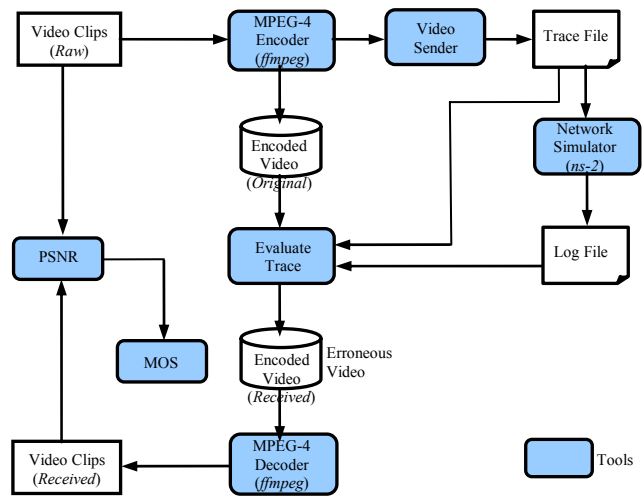 Video Clips
(Raw)
MPEG-4
Encoder
(ffmpeg)
Video
Sender
Trace File
Encoded
Video
(Original)
Network
Simulator
(ns-2)
PSNR
Evaluate
Trace
Log File
MOS
Encoded
Video
(Received)
Erroneous
Video
Video Clips
(Received)
MPEG-4
Decoder
(ffmpeg)
Tools